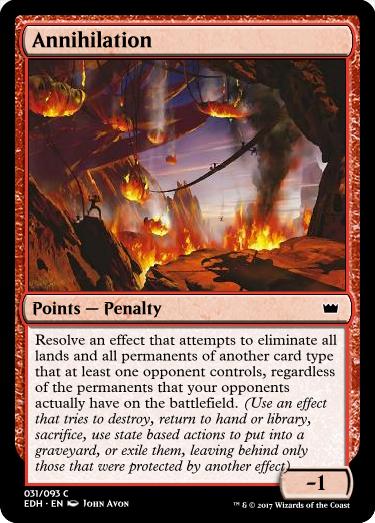 Annihilation
Points — Penalty
Resolve an effect that attempts to eliminate all
lands and all permanents of another card type
that at least one opponent controls, regardless
of the permanents that your opponents
actually have on the battlefield. (Use an effect
that tries to destroy, return to hand or library,
sacrifice, use state based actions to put into a
graveyard, or exile them, leaving behind only
those that were protected by another effect)
–1
031/093 C
EDH • EN John Avon
™ & © 2017 Wizards of the Coast